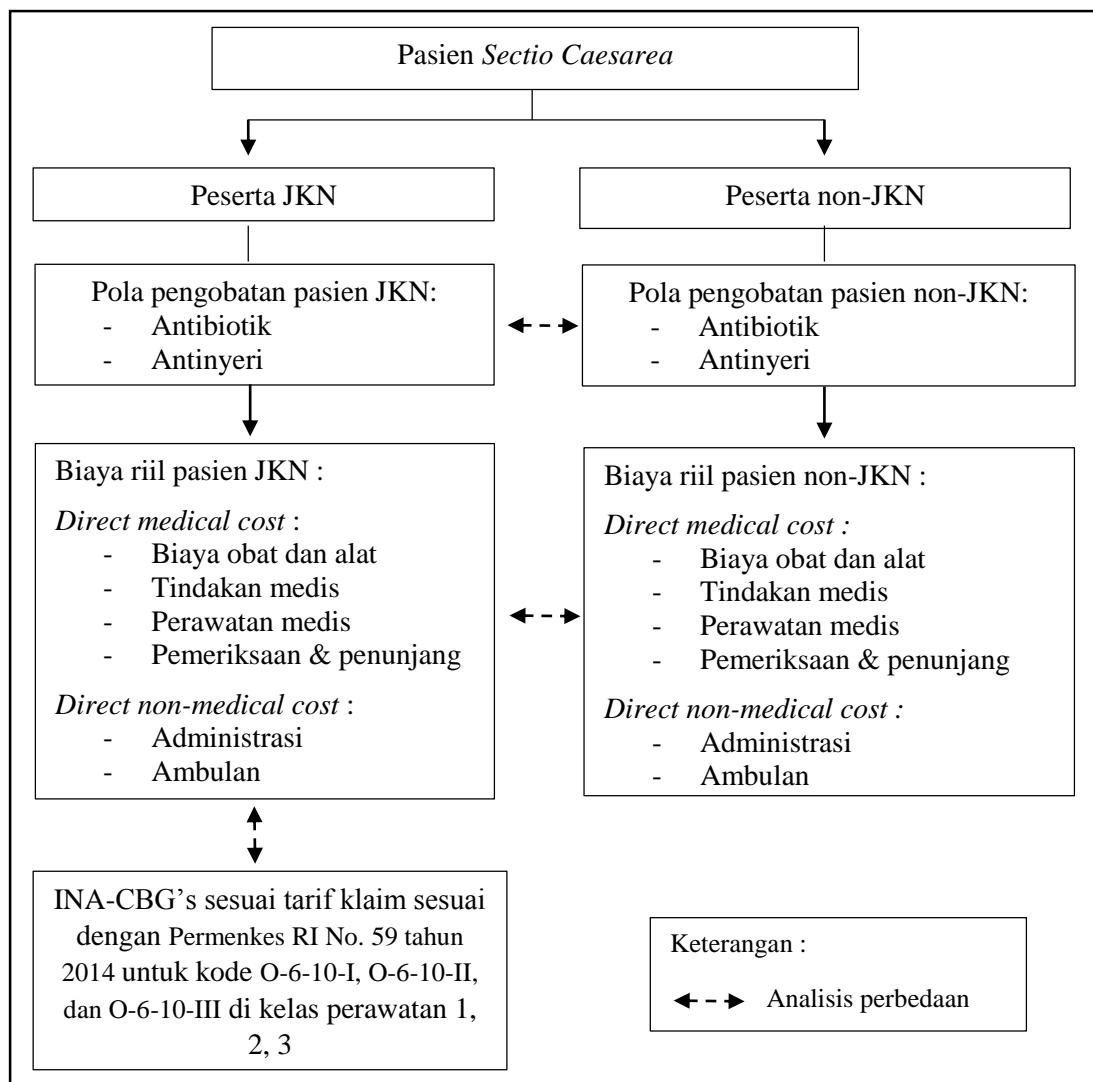 Pasien Sectio Caesarea
Peserta JKN
Peserta non-JKN
Pola pengobatan pasien JKN:
- Antibiotik
- Antinyeri
Pola pengobatan pasien non-JKN:
- Antibiotik
- Antinyeri
Biaya riil pasien JKN :
Direct medical cost :
- Biaya obat dan alat
- Tindakan medis
- Perawatan medis
- Pemeriksaan & penunjang
Direct non-medical cost :
- Administrasi
- Ambulan
Biaya riil pasien non-JKN :
Direct medical cost :
- Biaya obat dan alat
- Tindakan medis
- Perawatan medis
- Pemeriksaan & penunjang
Direct non-medical cost :
- Administrasi
- Ambulan
INA-CBG’s sesuai tarif klaim sesuai
dengan Permenkes RI No. 59 tahun
2014 untuk kode O-6-10-I, O-6-10-II,
dan O-6-10-III di kelas perawatan 1,
2, 3
Keterangan :
Analisis perbedaan